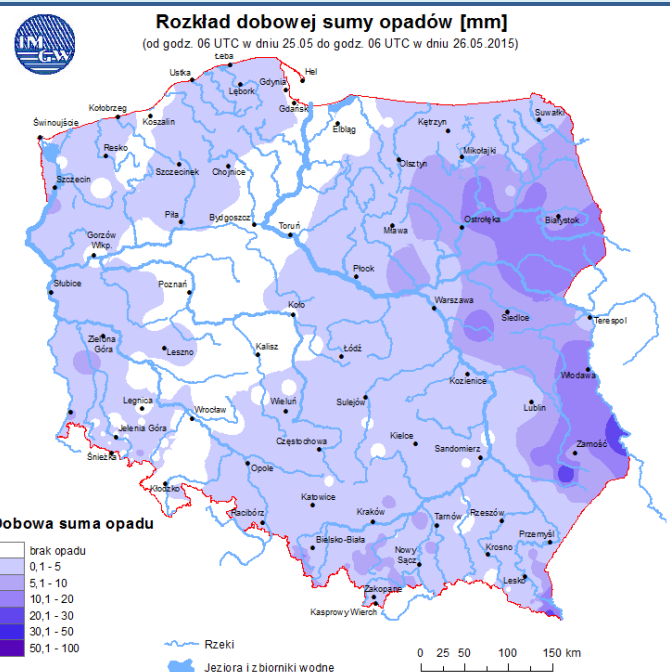 Rozkład dobowej sumy opadów [mm]
(od godz. 06 UTC w dniu 25.05 do godz. 06 UTC w dniu 26.05.2015)
IM
GW
Łeba
Hel
Ustka
Gdynia
Lębork
Gdańsk
Kołobrzeg
Koszalin
Świnoujście
Elbląg
Kętrzyn
Suwałki
Resko
Mikołajki
Olsztyn
Szczecinek
Chojnice
Szczecin
Piła
Bydgoszcz
Toruń
Ostrołęka
Białystok
Mława
Gorzów
Wlkp.
Płock
Słubice
Poznań
Koło
Warszawa
Siedlce
Terespol
Zielona
Góra
Leszno
Kalisz
Łódź
Kozienice
Włodawa
Legnica
Wrocław
Wieluń
Sulejów
Lublin
Jelenia Góra
Częstochowa
Kielce
Sandomierz
Zamość
Śnieżka
Opole
Kłodzko
Katowice
Racibórz
Kraków
Tarnów
Rzeszów
Przemyśl
Bielsko-Biała
Nowy
Sącz
Krosno
Lesko
Zakopane
Kasprowy Wierch
Dobowa suma opadu
brak opadu
0,1 - 5
5,1 - 10
10,1 - 20
20,1 - 30
30,1 - 50
50,1 - 100
Rzeki
Jeziora i zbiorniki wodne
0 25 50 100 150 km